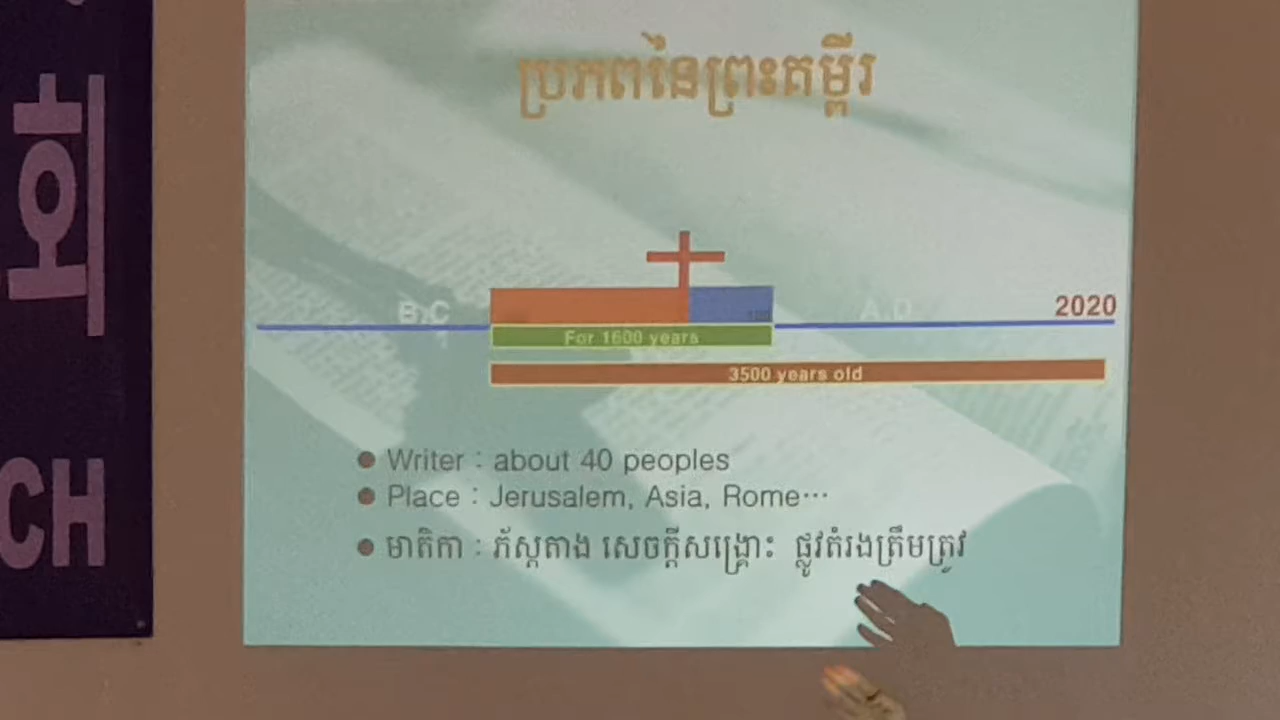 ប្រភពនៃព្រះគម្ពីរ
회
CH
B.C
100
A.D
2020
For 1600 years
3500 years old
● Writer : about 40 peoples
● Place : Jerusalem, Asia, Rome…
● មាតិកា : ភ័ស្តុតាង សេចក្តីសង្គ្រោះ ផ្លូវតំរងត្រឹមត្រូវ